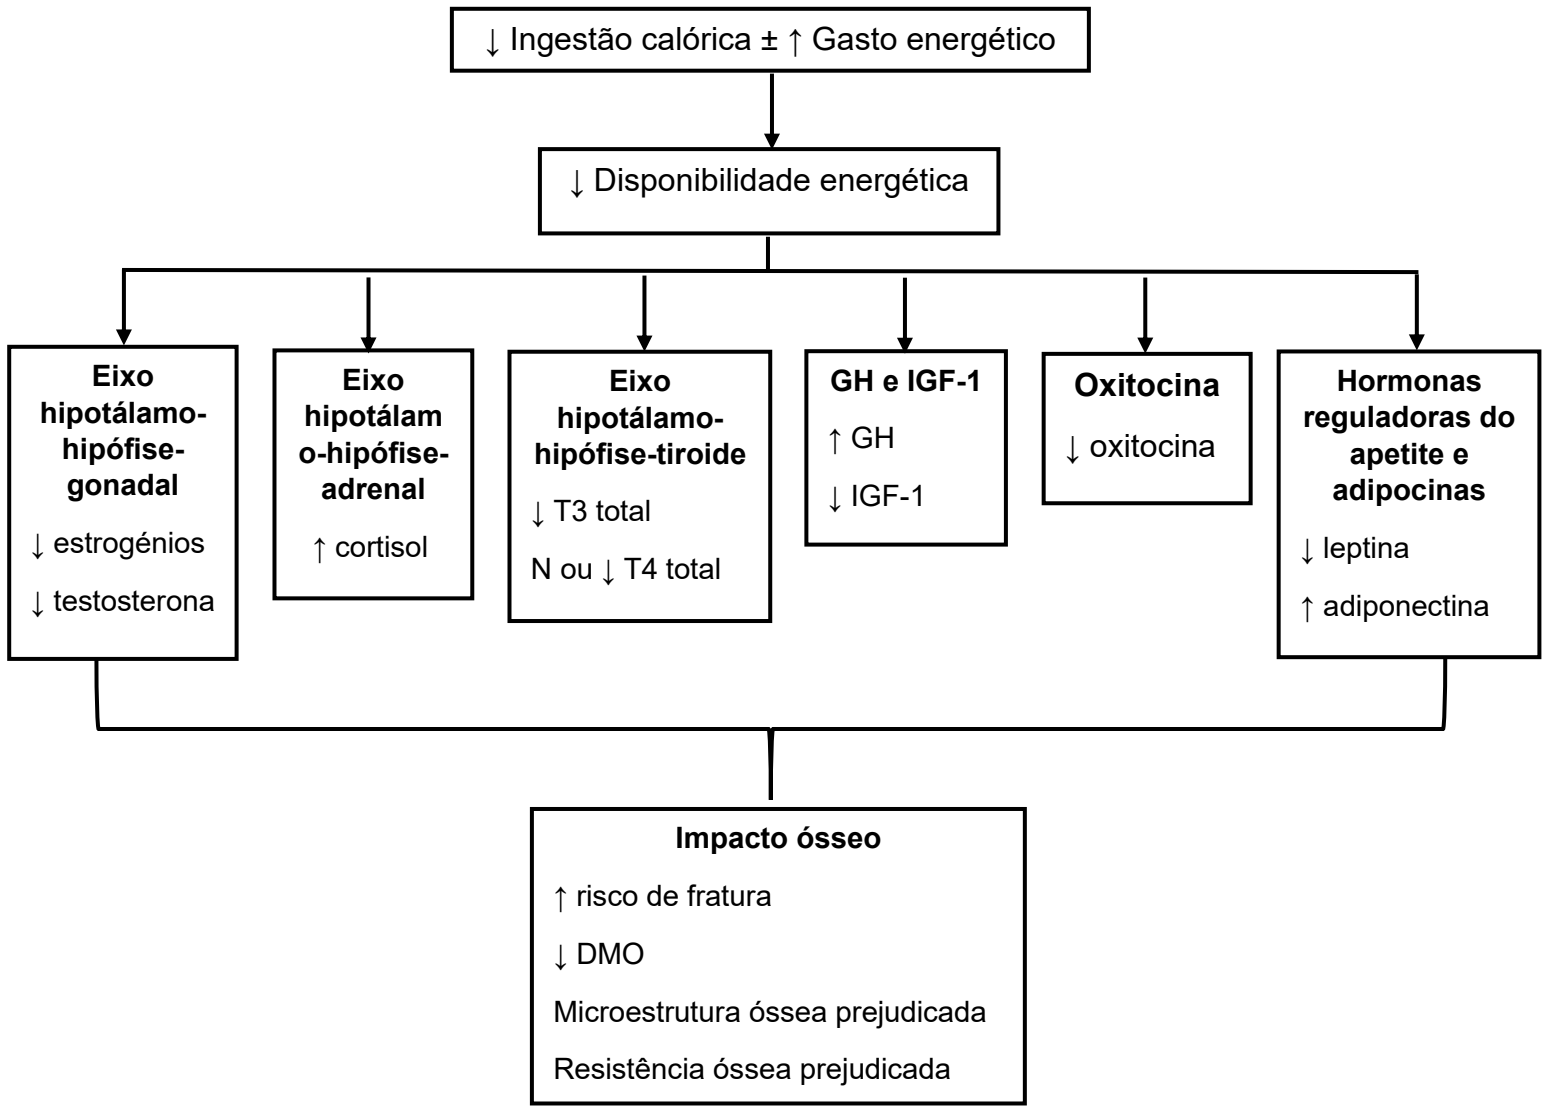 ↓ Ingestão calórica ± ↑ Gasto energético
↓ Disponibilidade energética
Eixo
hipotálamo-
hipófise-
gonadal
↓ estrogénios
↓ testosterona
Eixo
hipotálam
o-hipófise-
adrenal
↑ cortisol
Eixo
hipotálamo-
hipófise-tiroide
↓ T3 total
N ou ↓ T4 total
GH e IGF-1
↑ GH
↓ IGF-1
Oxitocina
↓ oxitocina
Hormonas
reguladoras do
apetite e
adipocinas
↓ leptina
↑ adiponectina
Impacto ósseo
↑ risco de fratura
↓ DMO
Microestrutura óssea prejudicada
Resistência óssea prejudicada